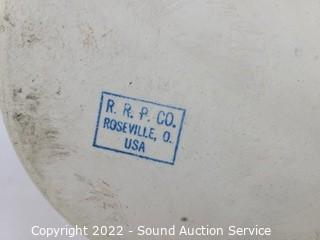 R. R. P. CO.
ROSEVILLE, O.
USA
Copyright 2022 - Sound Auction Service